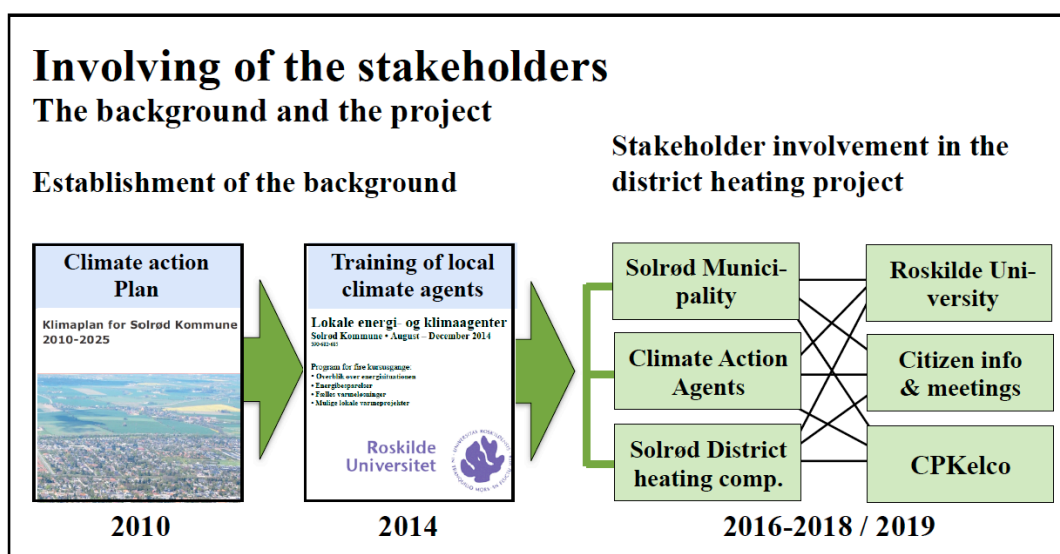 Involving of the stakeholders
The background and the project
Establishment of the background
Stakeholder involvement in the
district heating project
Climate action
Plan
Klimaplan for Solrød Kommune
2010-2025
2010
Training of local
climate agents
Lokale energi- og klimaagenter
Solrød Kommune • August – December 2014
Program for fire kursusgange:
• Overblik over energisituationen
• Energibesparelser
• Fælles varmeløsninger
• Mulige lokale varmeprojekter
Roskilde
Universitet
2014
Solrød Munici-
pality
Climate Action
Agents
Solrød District
heating comp.
Roskilde Uni-
versity
Citizen info
& meetings
CPKelco
2016-2018 / 2019